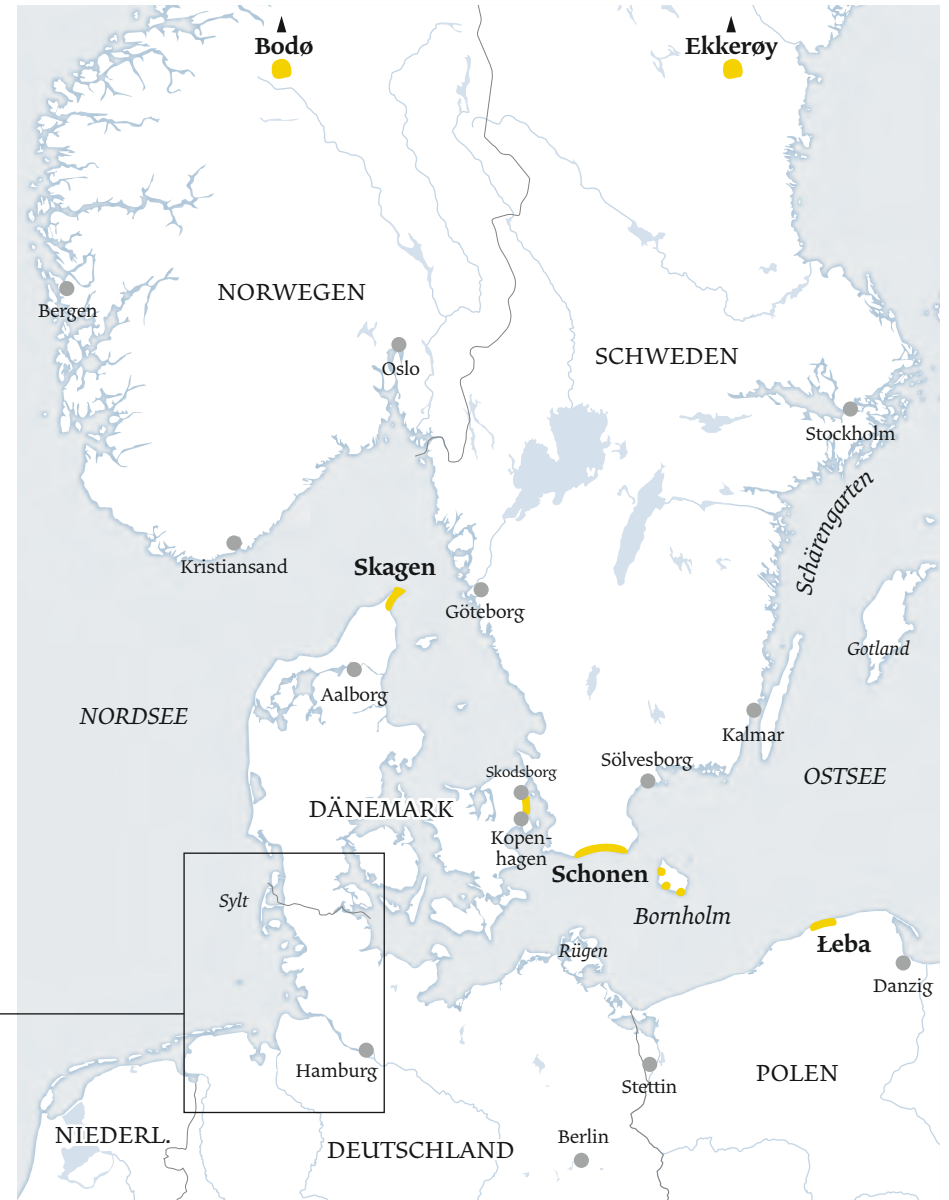 Bodø
Ekkerøy
Bergen
NORWEGEN
Oslo
SCHWEDEN
Stockholm
Schärengarten
Kristiansand
Skagen
Göteborg
Gotland
Aalborg
NORDSEE
Kalmar
Sölvesborg
Skodsborg
OSTSEE
DÄNEMARK
Kopen-
hagen
Schonen
Sylt
Bornholm
Rügen
Łeba
Danzig
Hamburg
Stettin
POLEN
NIEDERL.
DEUTSCHLAND
Berlin